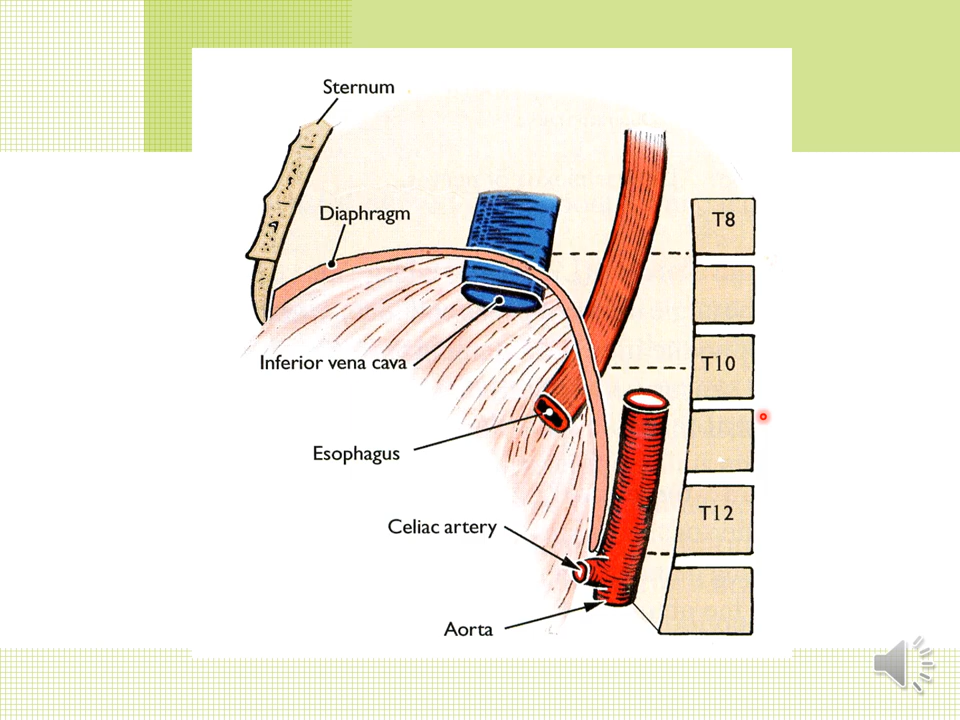 Sternum
Diaphragm
T8
Inferior vena cava
T10
Esophagus
Celiac artery
T12
Aorta